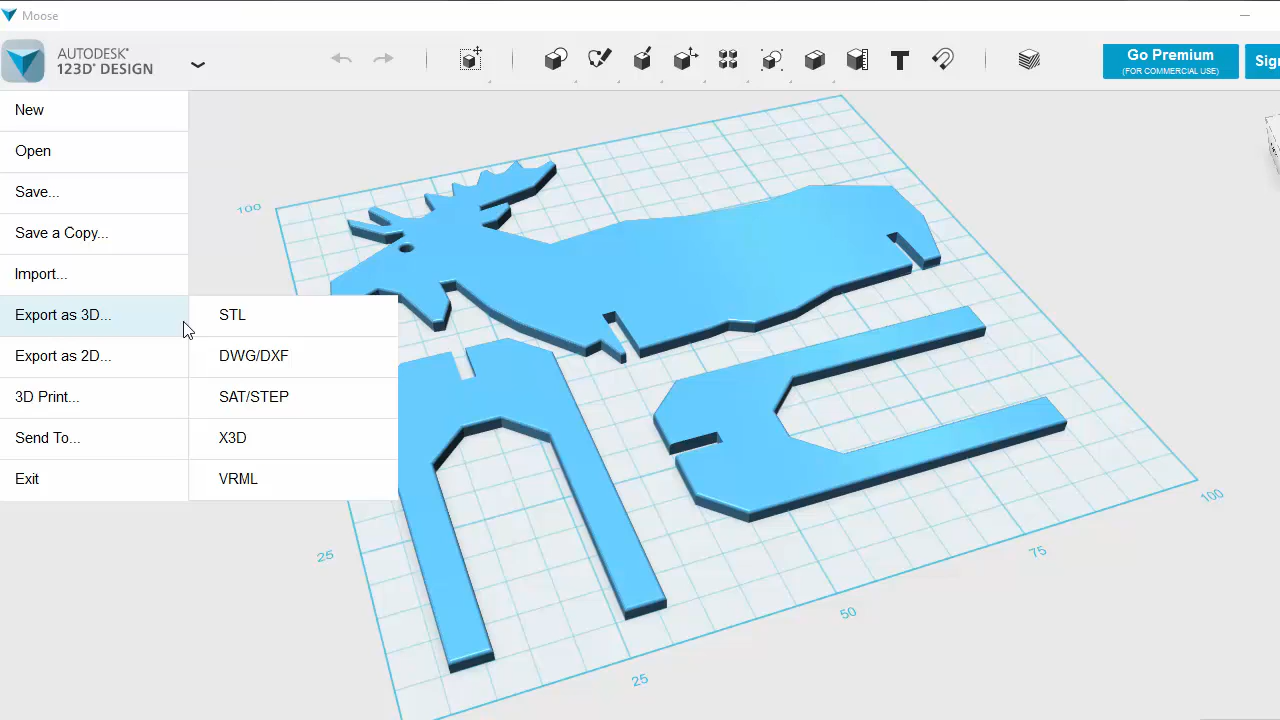 Moose
AUTODESK®
123D® DESIGN
Go Premium
(FOR COMMERCIAL USE)
Sig
New
Open
Save...
Save a Copy...
Import...
Export as 3D...
STL
Export as 2D...
DWG/DXF
3D Print...
SAT/STEP
Send To...
X3D
Exit
VRML
100
25
25
50
75
100